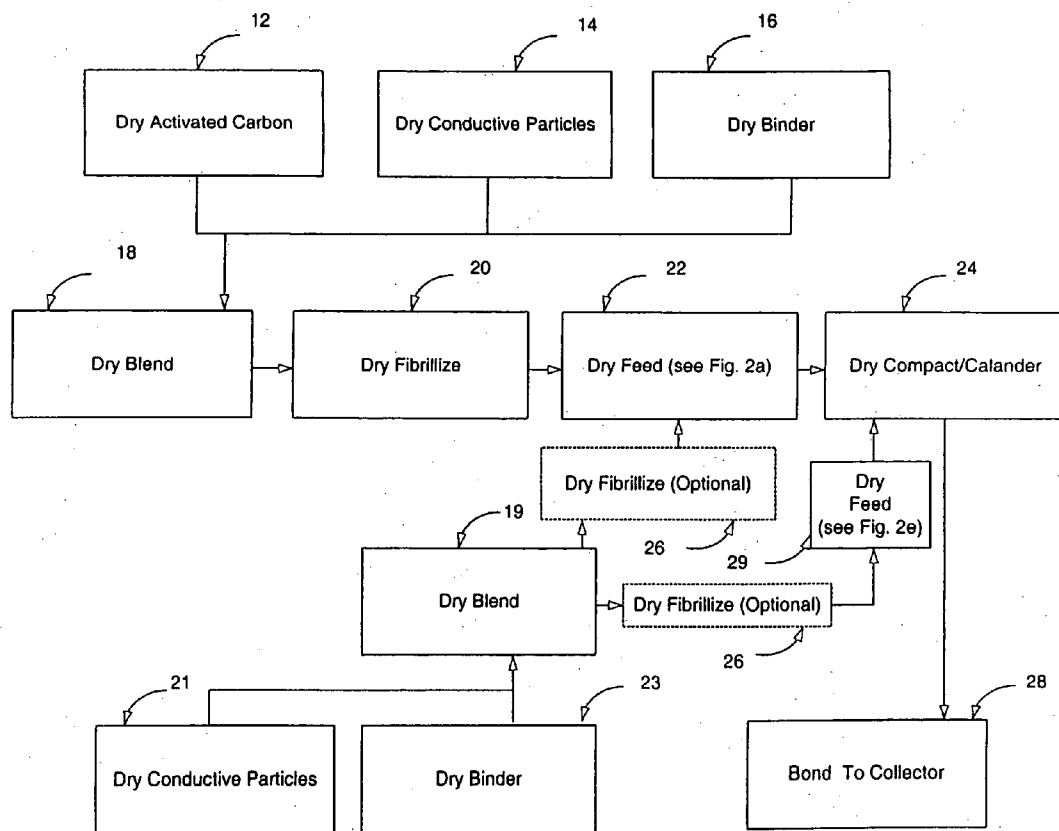 12
14
16
Dry Activated Carbon
Dry Conductive Particles
Dry Binder
18
20
22
24
Dry Blend
Dry Fibrillize
Dry Feed (see Fig. 2a)
Dry Compact/Calander
Dry Fibrillize (Optional)
Dry
Feed
(see Fig. 2e)
19
26
29
Dry Blend
Dry Fibrillize (Optional)
26
21
23
28
Dry Conductive Particles
Dry Binder
Bond To Collector